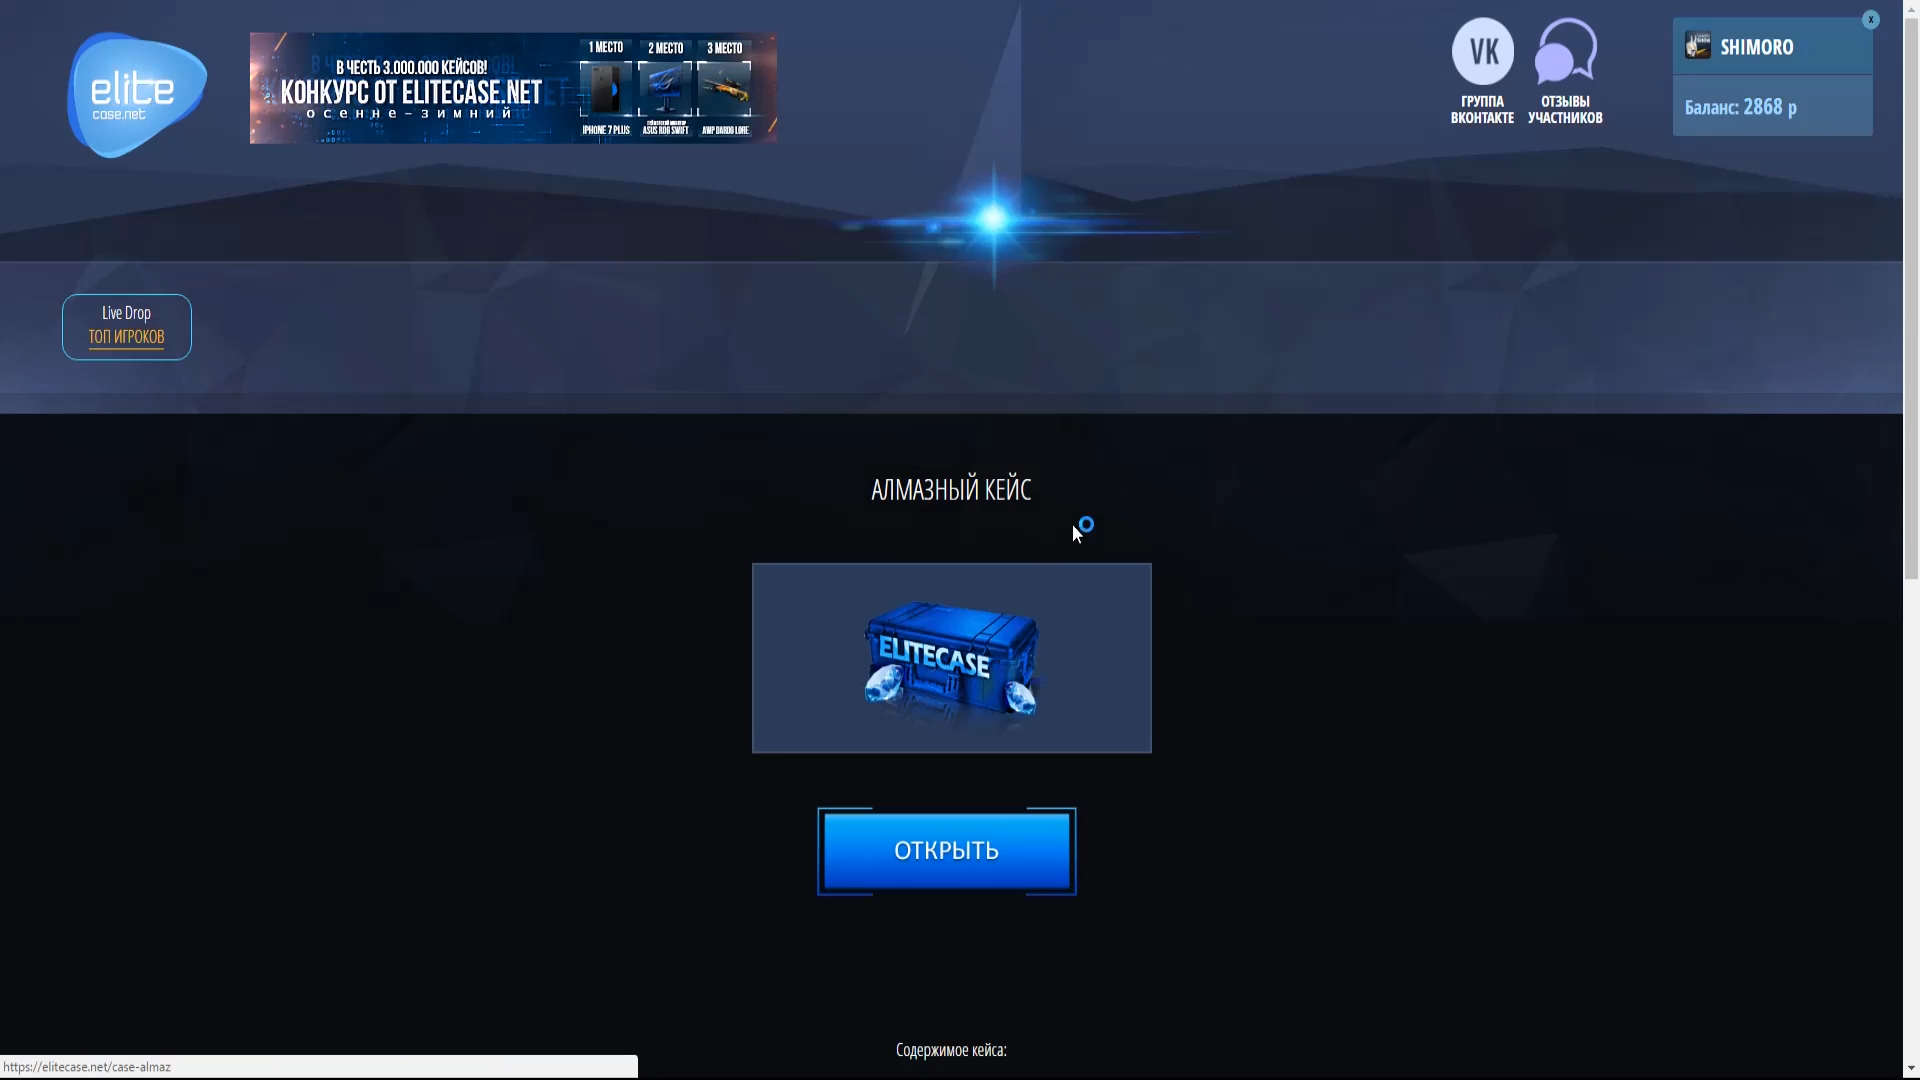 elite
case.net
В ЧЕСТЬ 3.000.000 КЕЙСОВ!
КОНКУРС ОТ ELITECASE.NET
осенне-зимний
1 МЕСТО
2 МЕСТО
3 МЕСТО
IPHONE 7 PLUS
ASUS ROG SWIFT
AWP DARGO LORE
VK
ГРУППА
ВКОНТАКТЕ
ОТЗЫВЫ
УЧАСТНИКОВ
x
SHIMORO
Баланс: 2868 р
Live Drop
ТОП ИГРОКОВ
АЛМАЗНЫЙ КЕЙС
ELITECASE
ОТКРЫТЬ
Содержимое кейса:
https://elitecase.net/case-almaz